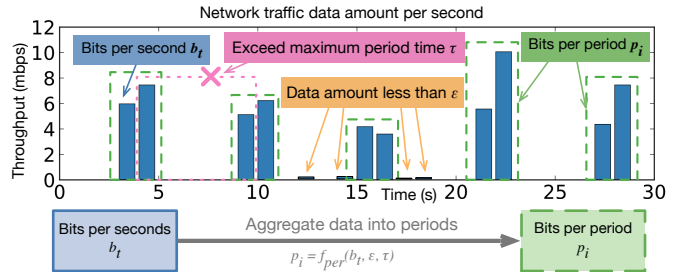 Network traffic data amount per second
Throughput (mbps)
12
10
8
6
4
2
0
Bits per second b_t
Exceed maximum period time τ
Bits per period p_i
Data amount less than ε
0 5 10 15 20 25 30
Time (s)
Bits per seconds
b_t
Aggregate data into periods
p_i = f_per(b_t, ε, τ)
Bits per period
p_i